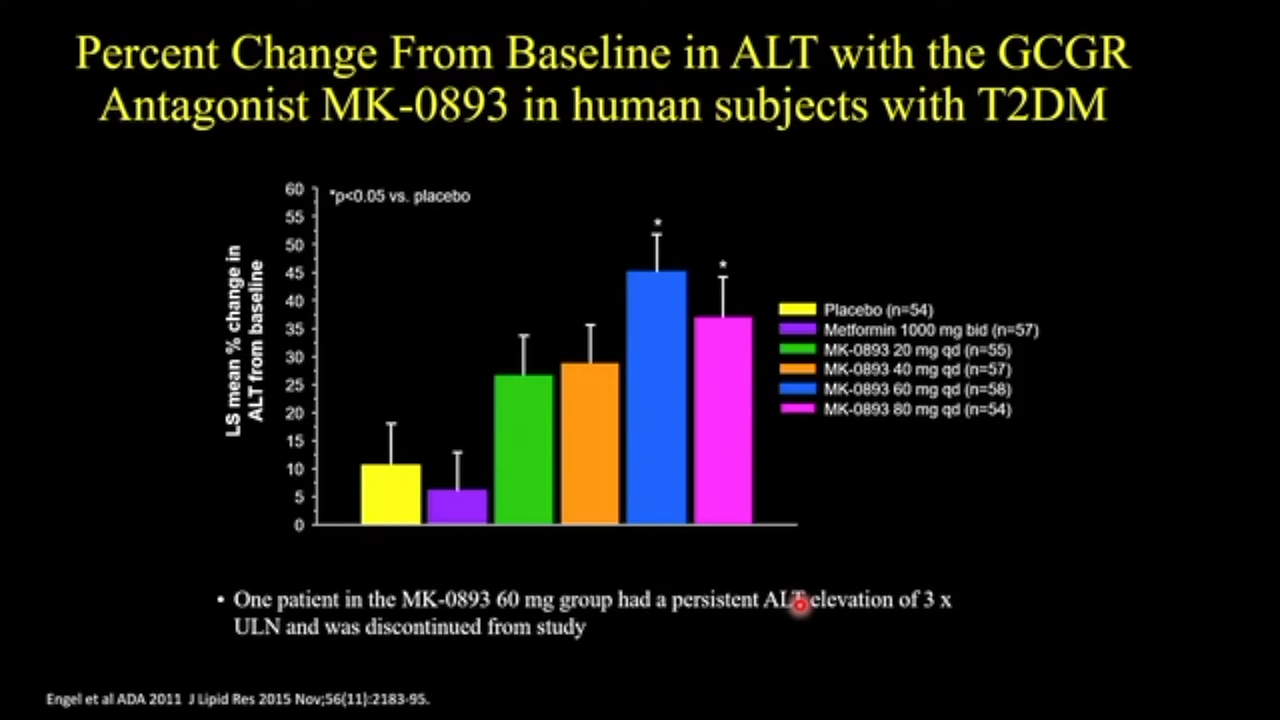 Percent Change From Baseline in ALT with the GCGR
Antagonist MK-0893 in human subjects with T2DM
*p<0.05 vs. placebo
LS mean % change in
ALT from baseline
60
55
50
45
40
35
30
25
20
15
10
5
0
*
*
Placebo (n=54)
Metformin 1000 mg bid (n=57)
MK-0893 20 mg qd (n=55)
MK-0893 40 mg qd (n=57)
MK-0893 60 mg qd (n=58)
MK-0893 80 mg qd (n=54)
• One patient in the MK-0893 60 mg group had a persistent ALT elevation of 3 x
ULN and was discontinued from study
Engel et al ADA 2011 J Lipid Res 2015 Nov;56(11):2183-95.